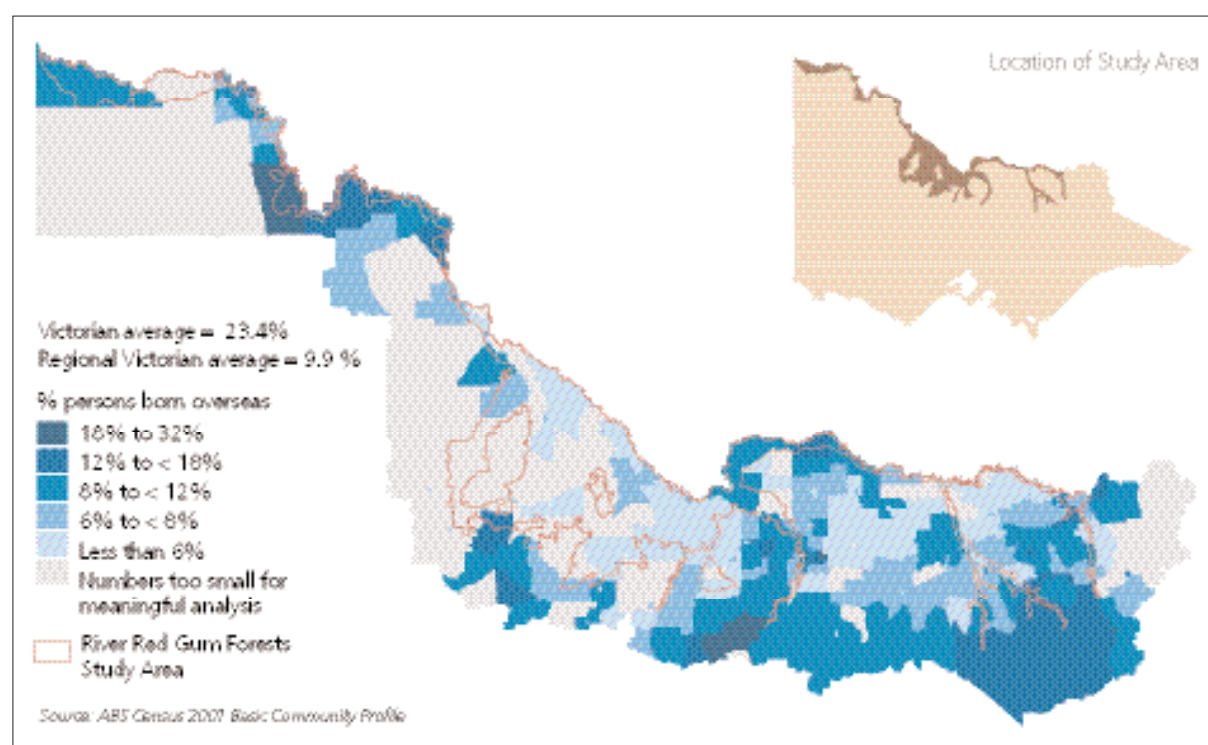 Location of Study Area
Victorian average = 23.4%
Regional Victorian average = 9.9 %
% persons born overseas
18% to 32%
12% to < 18%
8% to < 12%
6% to < 8%
Less than 6%
Numbers too small for
meaningful analysis
River Red Gum Forests
Study Area
Source: ABS Census 2001 Basic Community Profile